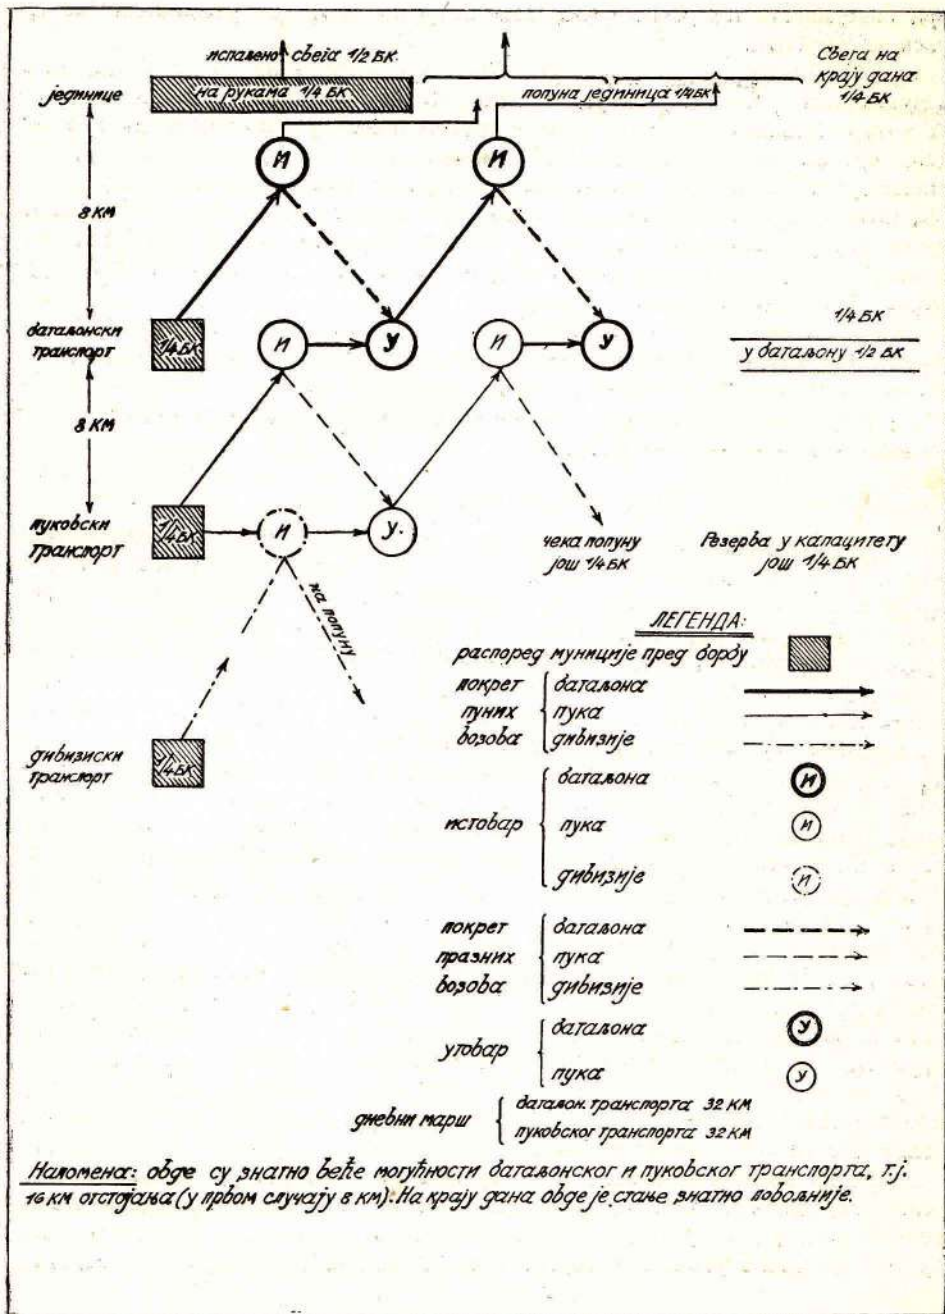 испалено свега 1/2 БК.
Свега на
крају дана
1/4 БК
јединице
на рукама 1/4 БК.
попуна јединица 1/4 БК
И
И
8 КМ
батаљонски
транспорт
1/4 БК
И
У
И
У
1/4 БК
у батаљону 1/2 БК
8 КМ
пуковски
транспорт
1/4 БК
И
У.
чека попуну
још 1/4 БК
Резерва у капацитету
још 1/4 БК
на попуну
дивизиски
транспорт
1/4 БК
ЛЕГЕНДА:
распоред муниције пред борбу
покрет
пуних
возова
батаљона
пука
дивизије
истовар
батаљона
И
пука
И
дивизије
И
покрет
празних
возова
батаљона
пука
дивизије
утовар
батаљона
У
пука
У
дневни марш
батаљон. транспорта 32 КМ
пуковског транспорта 32 КМ
Напомена: овде су знатно веће могућности батаљонског и пуковског транспорта, т.ј.
16 км отстојања (у првом случају 8 км). На крају дана овде је стање знатно повољније.